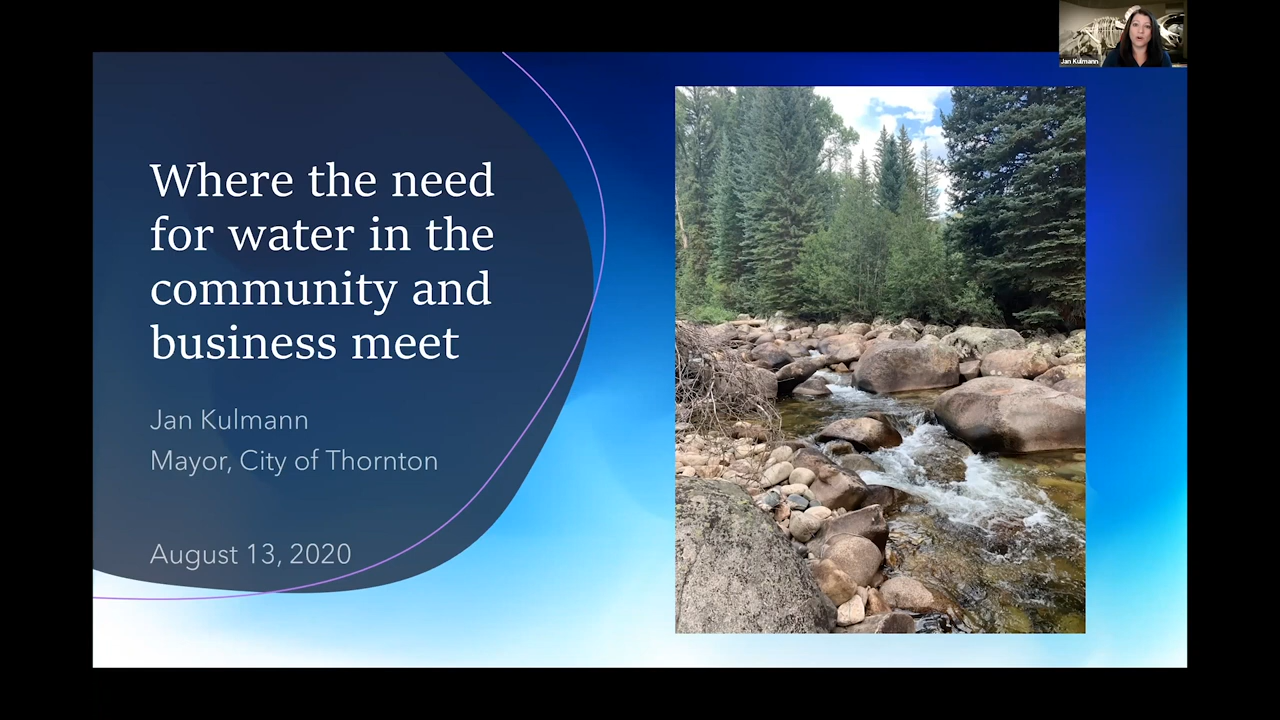 Where the need
for water in the
community and
business meet
Jan Kulmann
Mayor, City of Thornton
August 13, 2020
Jan Kulmann